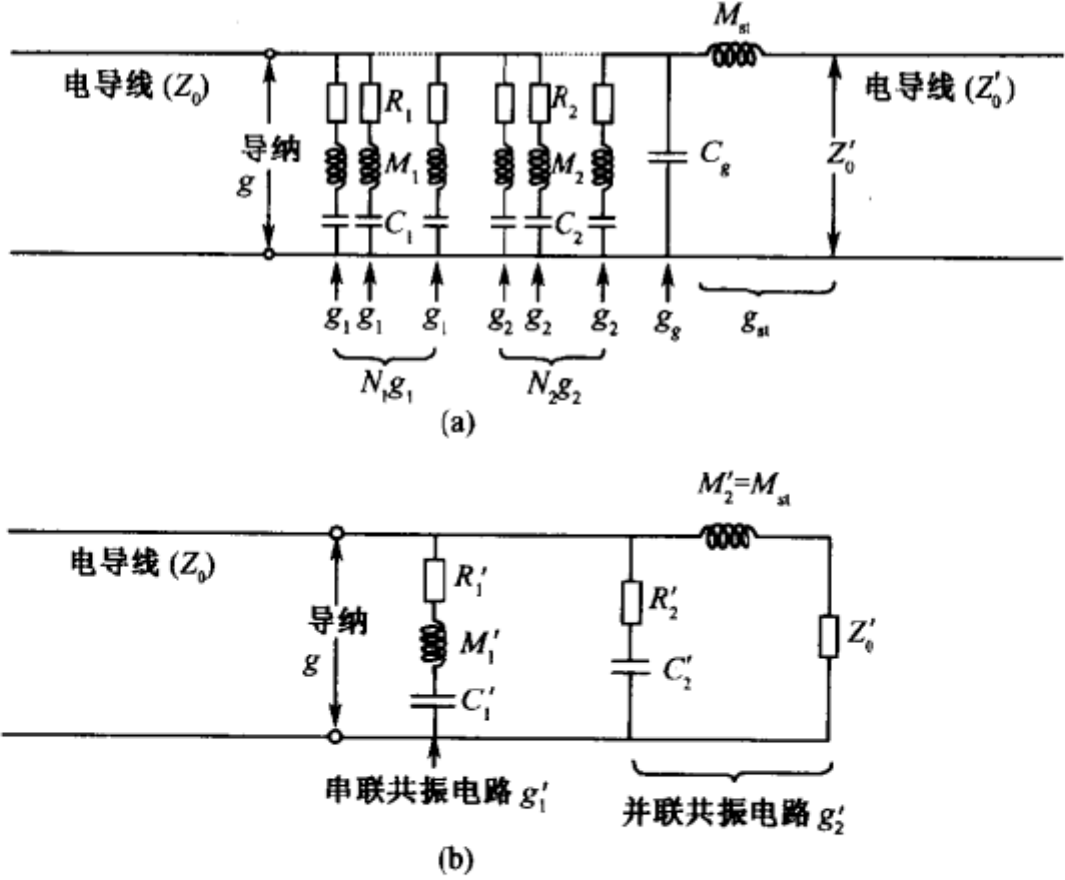 M_st
电导线 (Z_0)
电导线 (Z'_0)
导纳
g
R_1
R_2
M_1
M_2
C_g
Z'_0
C_1
C_2
g_1 g_1 g_1 g_2 g_2 g_2 g_g g_st
N_1g_1 N_2g_2
(a)
M'_2=M_st
电导线 (Z_0)
导纳
g
R'_1
R'_2
M'_1
Z'_0
C'_2
C'_1
串联共振电路 g'_1
并联共振电路 g'_2
(b)